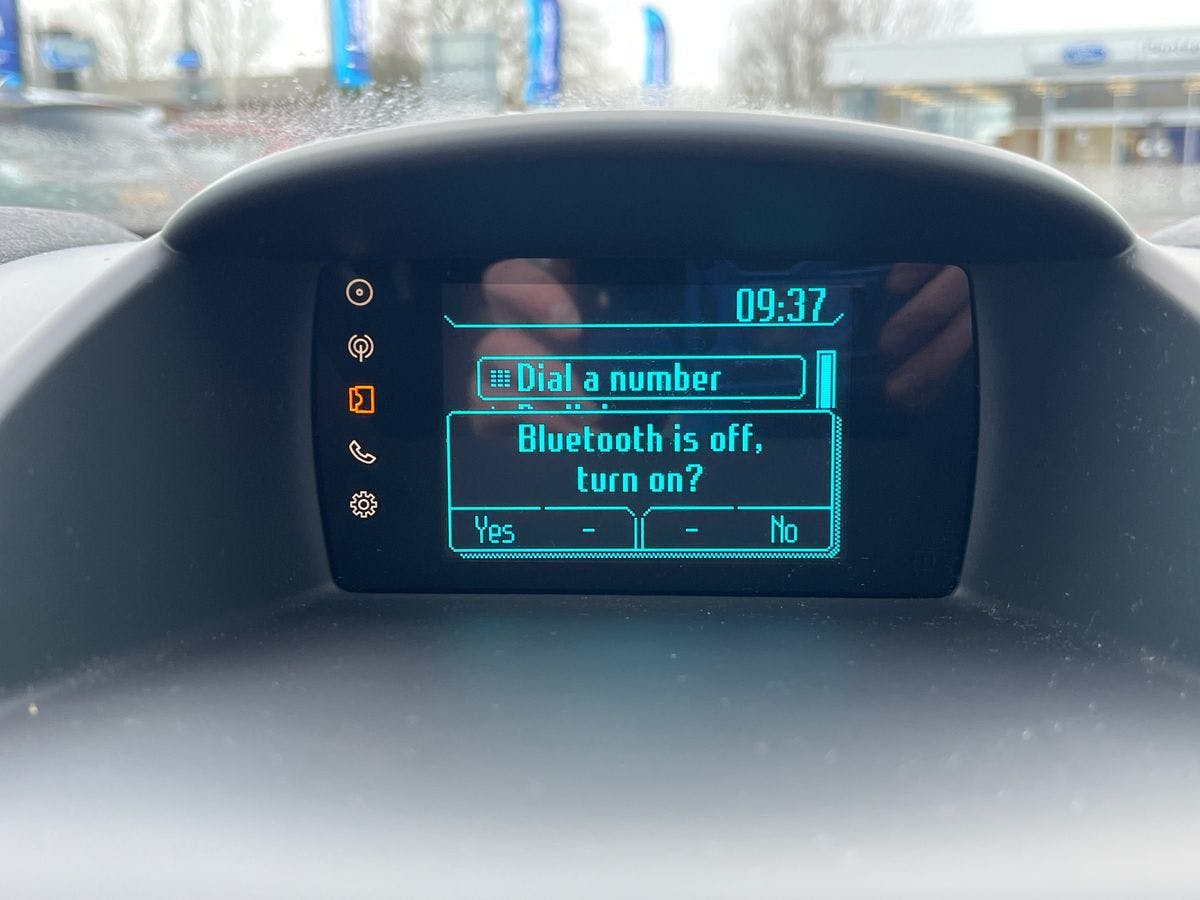 09:37
Dial a number
Bluetooth is off,
turn on?
Yes - - No